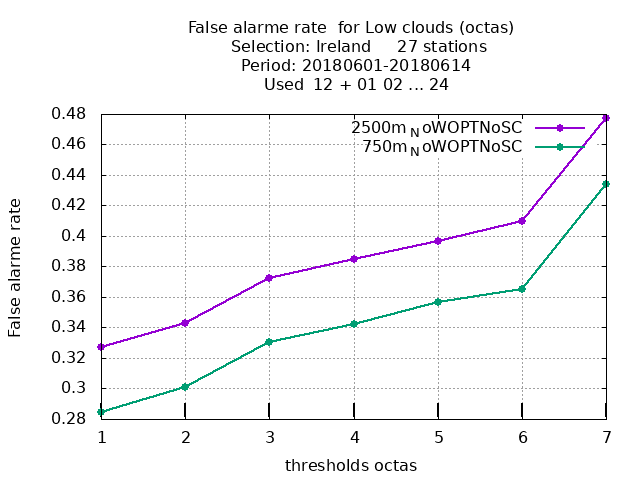 False alarme rate  for Low clouds (octas)
Selection: Ireland     27 stations
Period: 20180601-20180614
Used  12 + 01 02 ... 24
2500m_NoWOPTNoSC
750m_NoWOPTNoSC
False alarme rate
0.48
0.46
0.44
0.42
0.4
0.38
0.36
0.34
0.32
0.3
0.28
1 2 3 4 5 6 7
thresholds octas